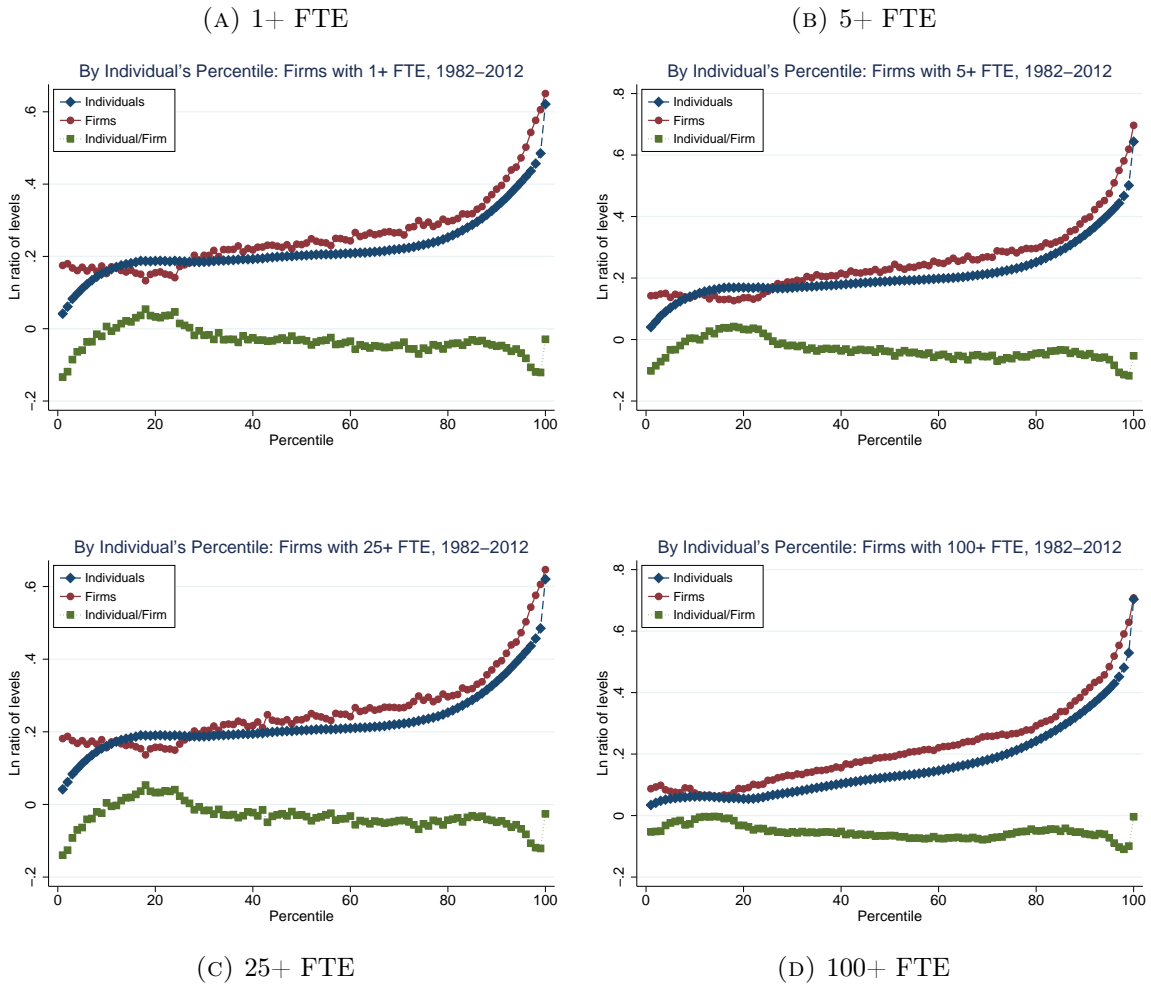 (A) 1+ FTE
By Individual's Percentile: Firms with 1+ FTE, 1982−2012
Individuals
Firms
Individual/Firm
Ln ratio of levels
−.2 0 .2 .4 .6
0 20 40 60 80 100
Percentile
(B) 5+ FTE
By Individual's Percentile: Firms with 5+ FTE, 1982−2012
Individuals
Firms
Individual/Firm
Ln ratio of levels
−.2 0 .2 .4 .6 .8
0 20 40 60 80 100
Percentile
By Individual's Percentile: Firms with 25+ FTE, 1982−2012
Individuals
Firms
Individual/Firm
Ln ratio of levels
−.2 0 .2 .4 .6
0 20 40 60 80 100
Percentile
(C) 25+ FTE
By Individual's Percentile: Firms with 100+ FTE, 1982−2012
Individuals
Firms
Individual/Firm
Ln ratio of levels
−.2 0 .2 .4 .6 .8
0 20 40 60 80 100
Percentile
(D) 100+ FTE